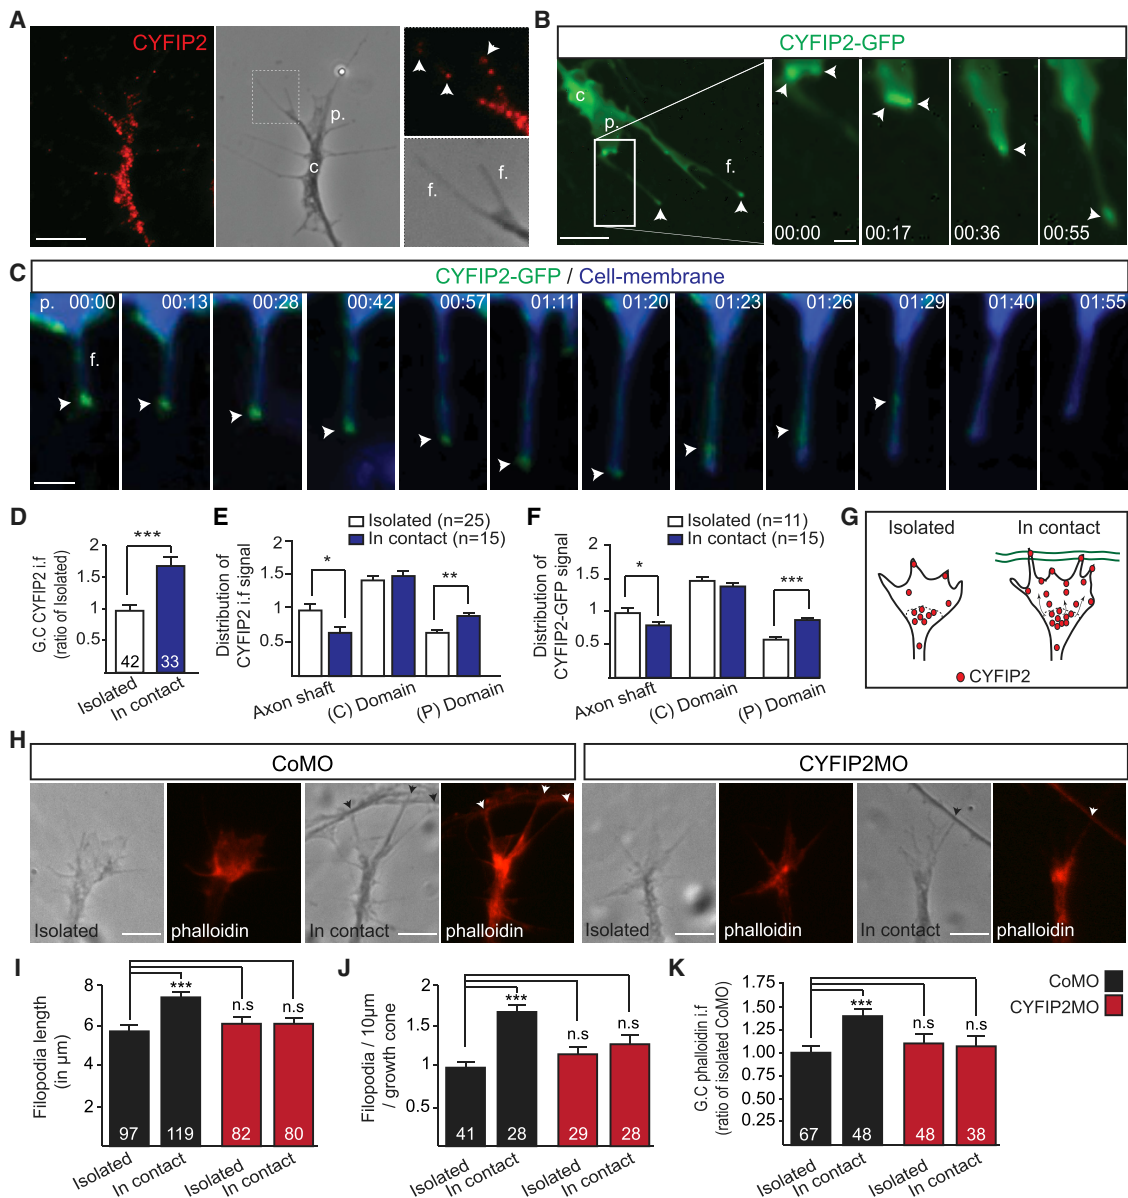 A
CYFIP2
p.
c
f.
f.
B
CYFIP2-GFP
c
p.
f.
00:00
00:17
00:36
00:55
C
CYFIP2-GFP / Cell-membrane
p.
00:00
00:13
00:28
00:42
00:57
01:11
01:20
01:23
01:26
01:29
01:40
01:55
f.
D
G.C CYFIP2 i.f
(ratio of Isolated)
2
1.5
1
0.5
***
42
33
Isolated
In contact
E
Isolated (n=25)
In contact (n=15)
Distribution of
CYFIP2 i.f signal
2
1.5
1
0.5
*
**
Axon shaft
(C) Domain
(P) Domain
F
Isolated (n=11)
In contact (n=15)
Distribution of
CYFIP2-GFP signal
2
1.5
1
0.5
*
***
Axon shaft
(C) Domain
(P) Domain
G
Isolated
In contact
CYFIP2
H
CoMO
CYFIP2MO
Isolated
phalloidin
In contact
phalloidin
Isolated
phalloidin
In contact
phalloidin
I
Filopodia length
(in µm)
8
6
4
2
***
n.s
n.s
97
119
82
80
Isolated
In contact
Isolated
In contact
J
Filopodia / 10µm
/ growth cone
2
1.5
1
0.5
***
n.s
n.s
41
28
29
28
Isolated
In contact
Isolated
In contact
K
G.C phalloidin i.f
(ratio of isolated CoMO)
1.75
1.50
1.25
1.00
0.75
0.50
0.25
***
n.s
n.s
67
48
48
38
Isolated
In contact
Isolated
In contact
CoMO
CYFIP2MO